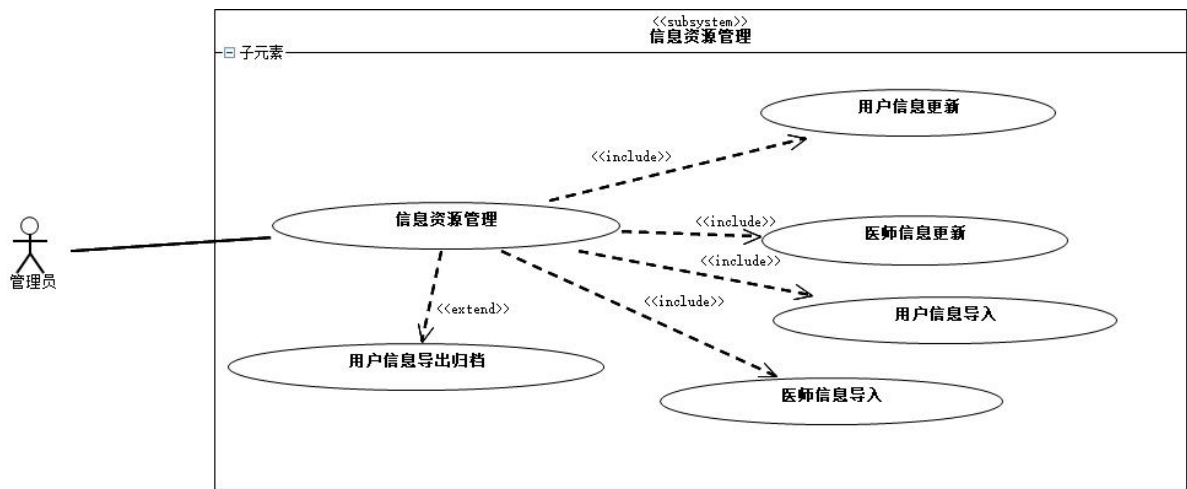 <<subsystem>>
信息资源管理
子元素
用户信息更新
<<include>>
信息资源管理
<<include>>
医师信息更新
<<include>>
管理员
<<include>>
<<extend>>
用户信息导入
用户信息导出归档
医师信息导入